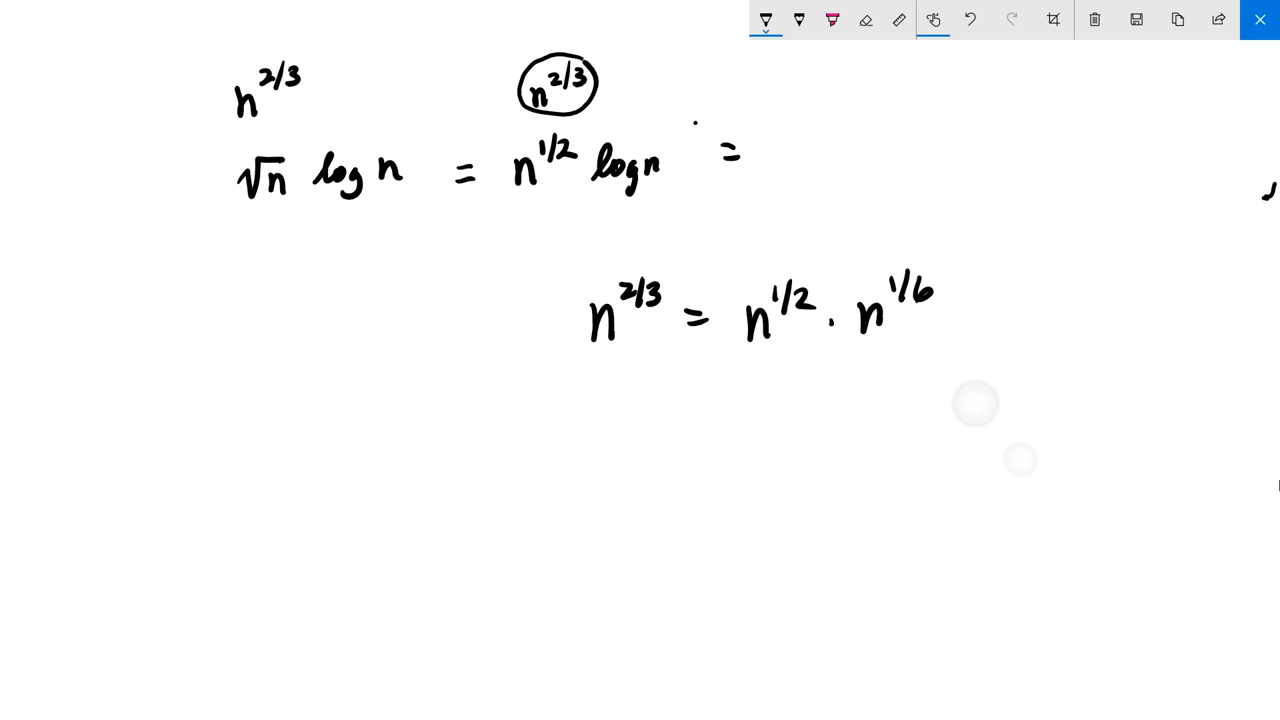 n^{2/3} n^{2/3}
√n log n = n^{1/2} log n =
n^{2/3} = n^{1/2} . n^{1/6}